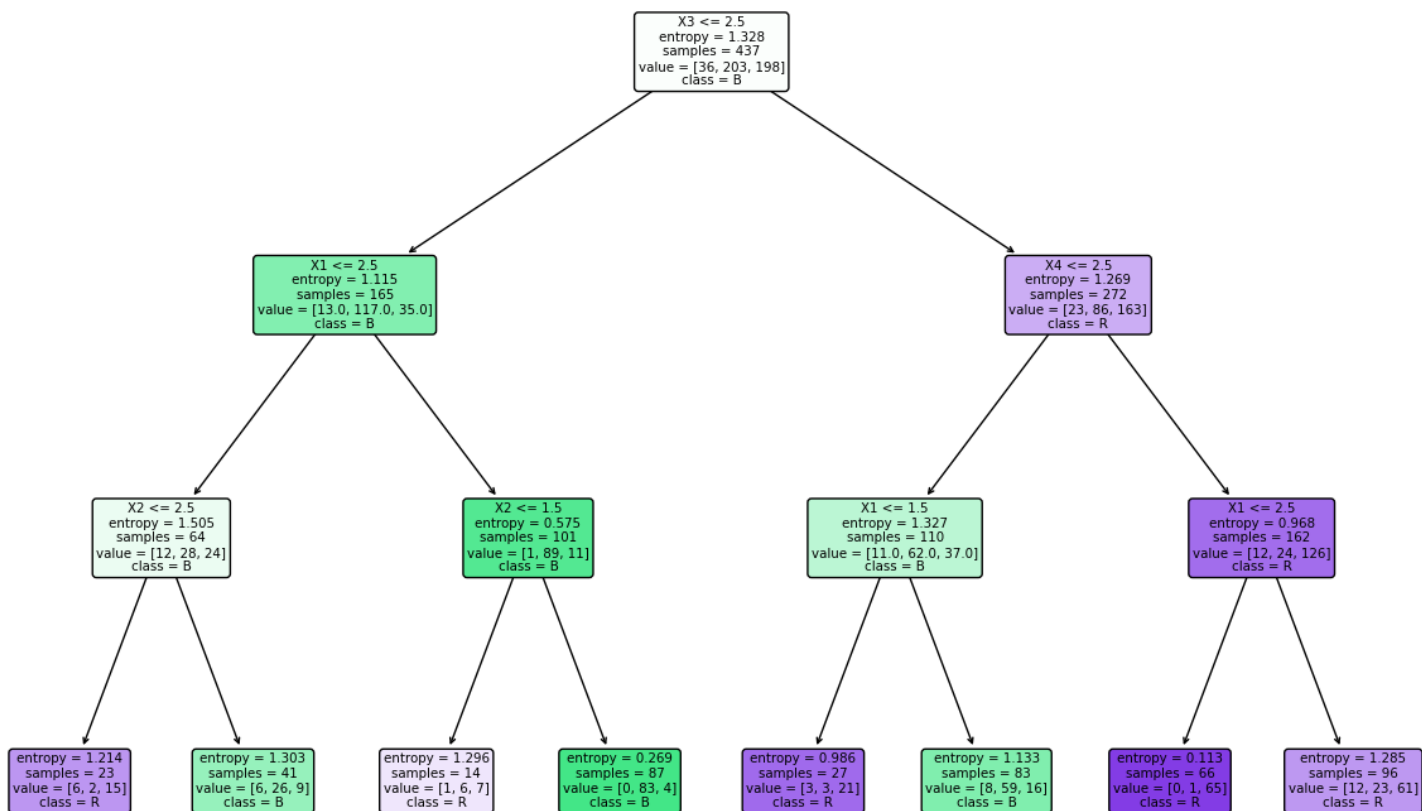 X3 <= 2.5
entropy = 1.328
samples = 437
value = [36, 203, 198]
class = B
X1 <= 2.5
entropy = 1.115
samples = 165
value = [13.0, 117.0, 35.0]
class = B
X4 <= 2.5
entropy = 1.269
samples = 272
value = [23, 86, 163]
class = R
X2 <= 2.5
entropy = 1.505
samples = 64
value = [12, 28, 24]
class = B
X2 <= 1.5
entropy = 0.575
samples = 101
value = [1, 89, 11]
class = B
X1 <= 1.5
entropy = 1.327
samples = 110
value = [11.0, 62.0, 37.0]
class = B
X1 <= 2.5
entropy = 0.968
samples = 162
value = [12, 24, 126]
class = R
entropy = 1.214
samples = 23
value = [6, 2, 15]
class = R
entropy = 1.303
samples = 41
value = [6, 26, 9]
class = B
entropy = 1.296
samples = 14
value = [1, 6, 7]
class = R
entropy = 0.269
samples = 87
value = [0, 83, 4]
class = B
entropy = 0.986
samples = 27
value = [3, 3, 21]
class = R
entropy = 1.133
samples = 83
value = [8, 59, 16]
class = B
entropy = 0.113
samples = 66
value = [0, 1, 65]
class = R
entropy = 1.285
samples = 96
value = [12, 23, 61]
class = R